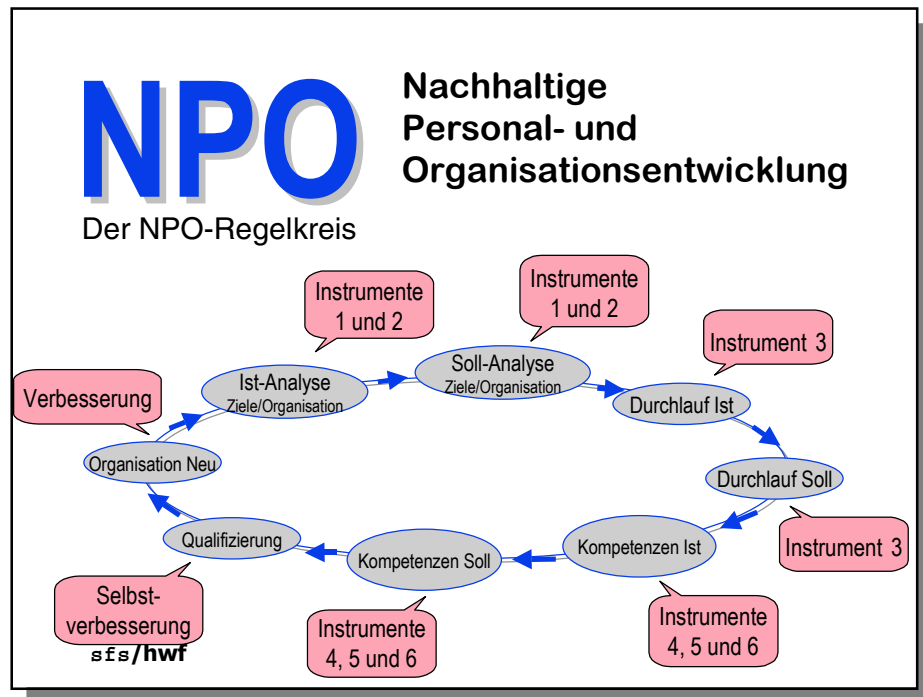 NPO
Nachhaltige
Personal- und
Organisationsentwicklung
Der NPO-Regelkreis
Instrumente
1 und 2
Instrumente
1 und 2
Instrument 3
Verbesserung
Ist-Analyse
Ziele/Organisation
Soll-Analyse
Ziele/Organisation
Durchlauf Ist
Organisation Neu
Durchlauf Soll
Qualifizierung
Kompetenzen Soll
Kompetenzen Ist
Instrument 3
Selbst-
verbesserung
Instrumente
4, 5 und 6
Instrumente
4, 5 und 6
sfs/hwf